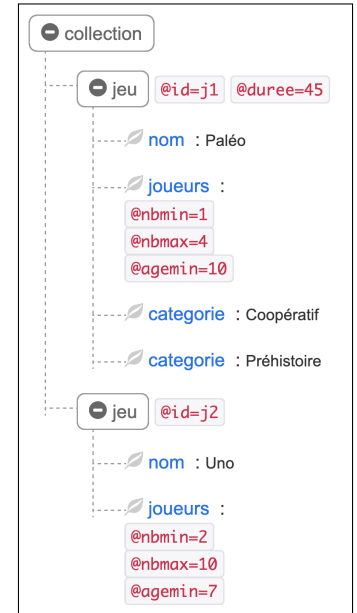 collection
jeu @id=j1 @duree=45
nom : Paléo
joueurs :
@nbmin=1
@nbmax=4
@agemin=10
categorie : Coopératif
categorie : Préhistoire
jeu @id=j2
nom : Uno
joueurs :
@nbmin=2
@nbmax=10
@agemin=7